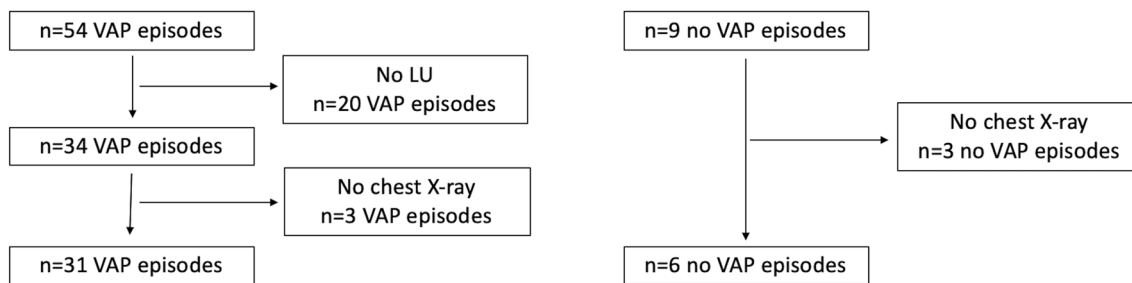 n=54 VAP episodes
No LU
n=20 VAP episodes
n=34 VAP episodes
No chest X-ray
n=3 VAP episodes
n=31 VAP episodes
n=9 no VAP episodes
No chest X-ray
n=3 no VAP episodes
n=6 no VAP episodes